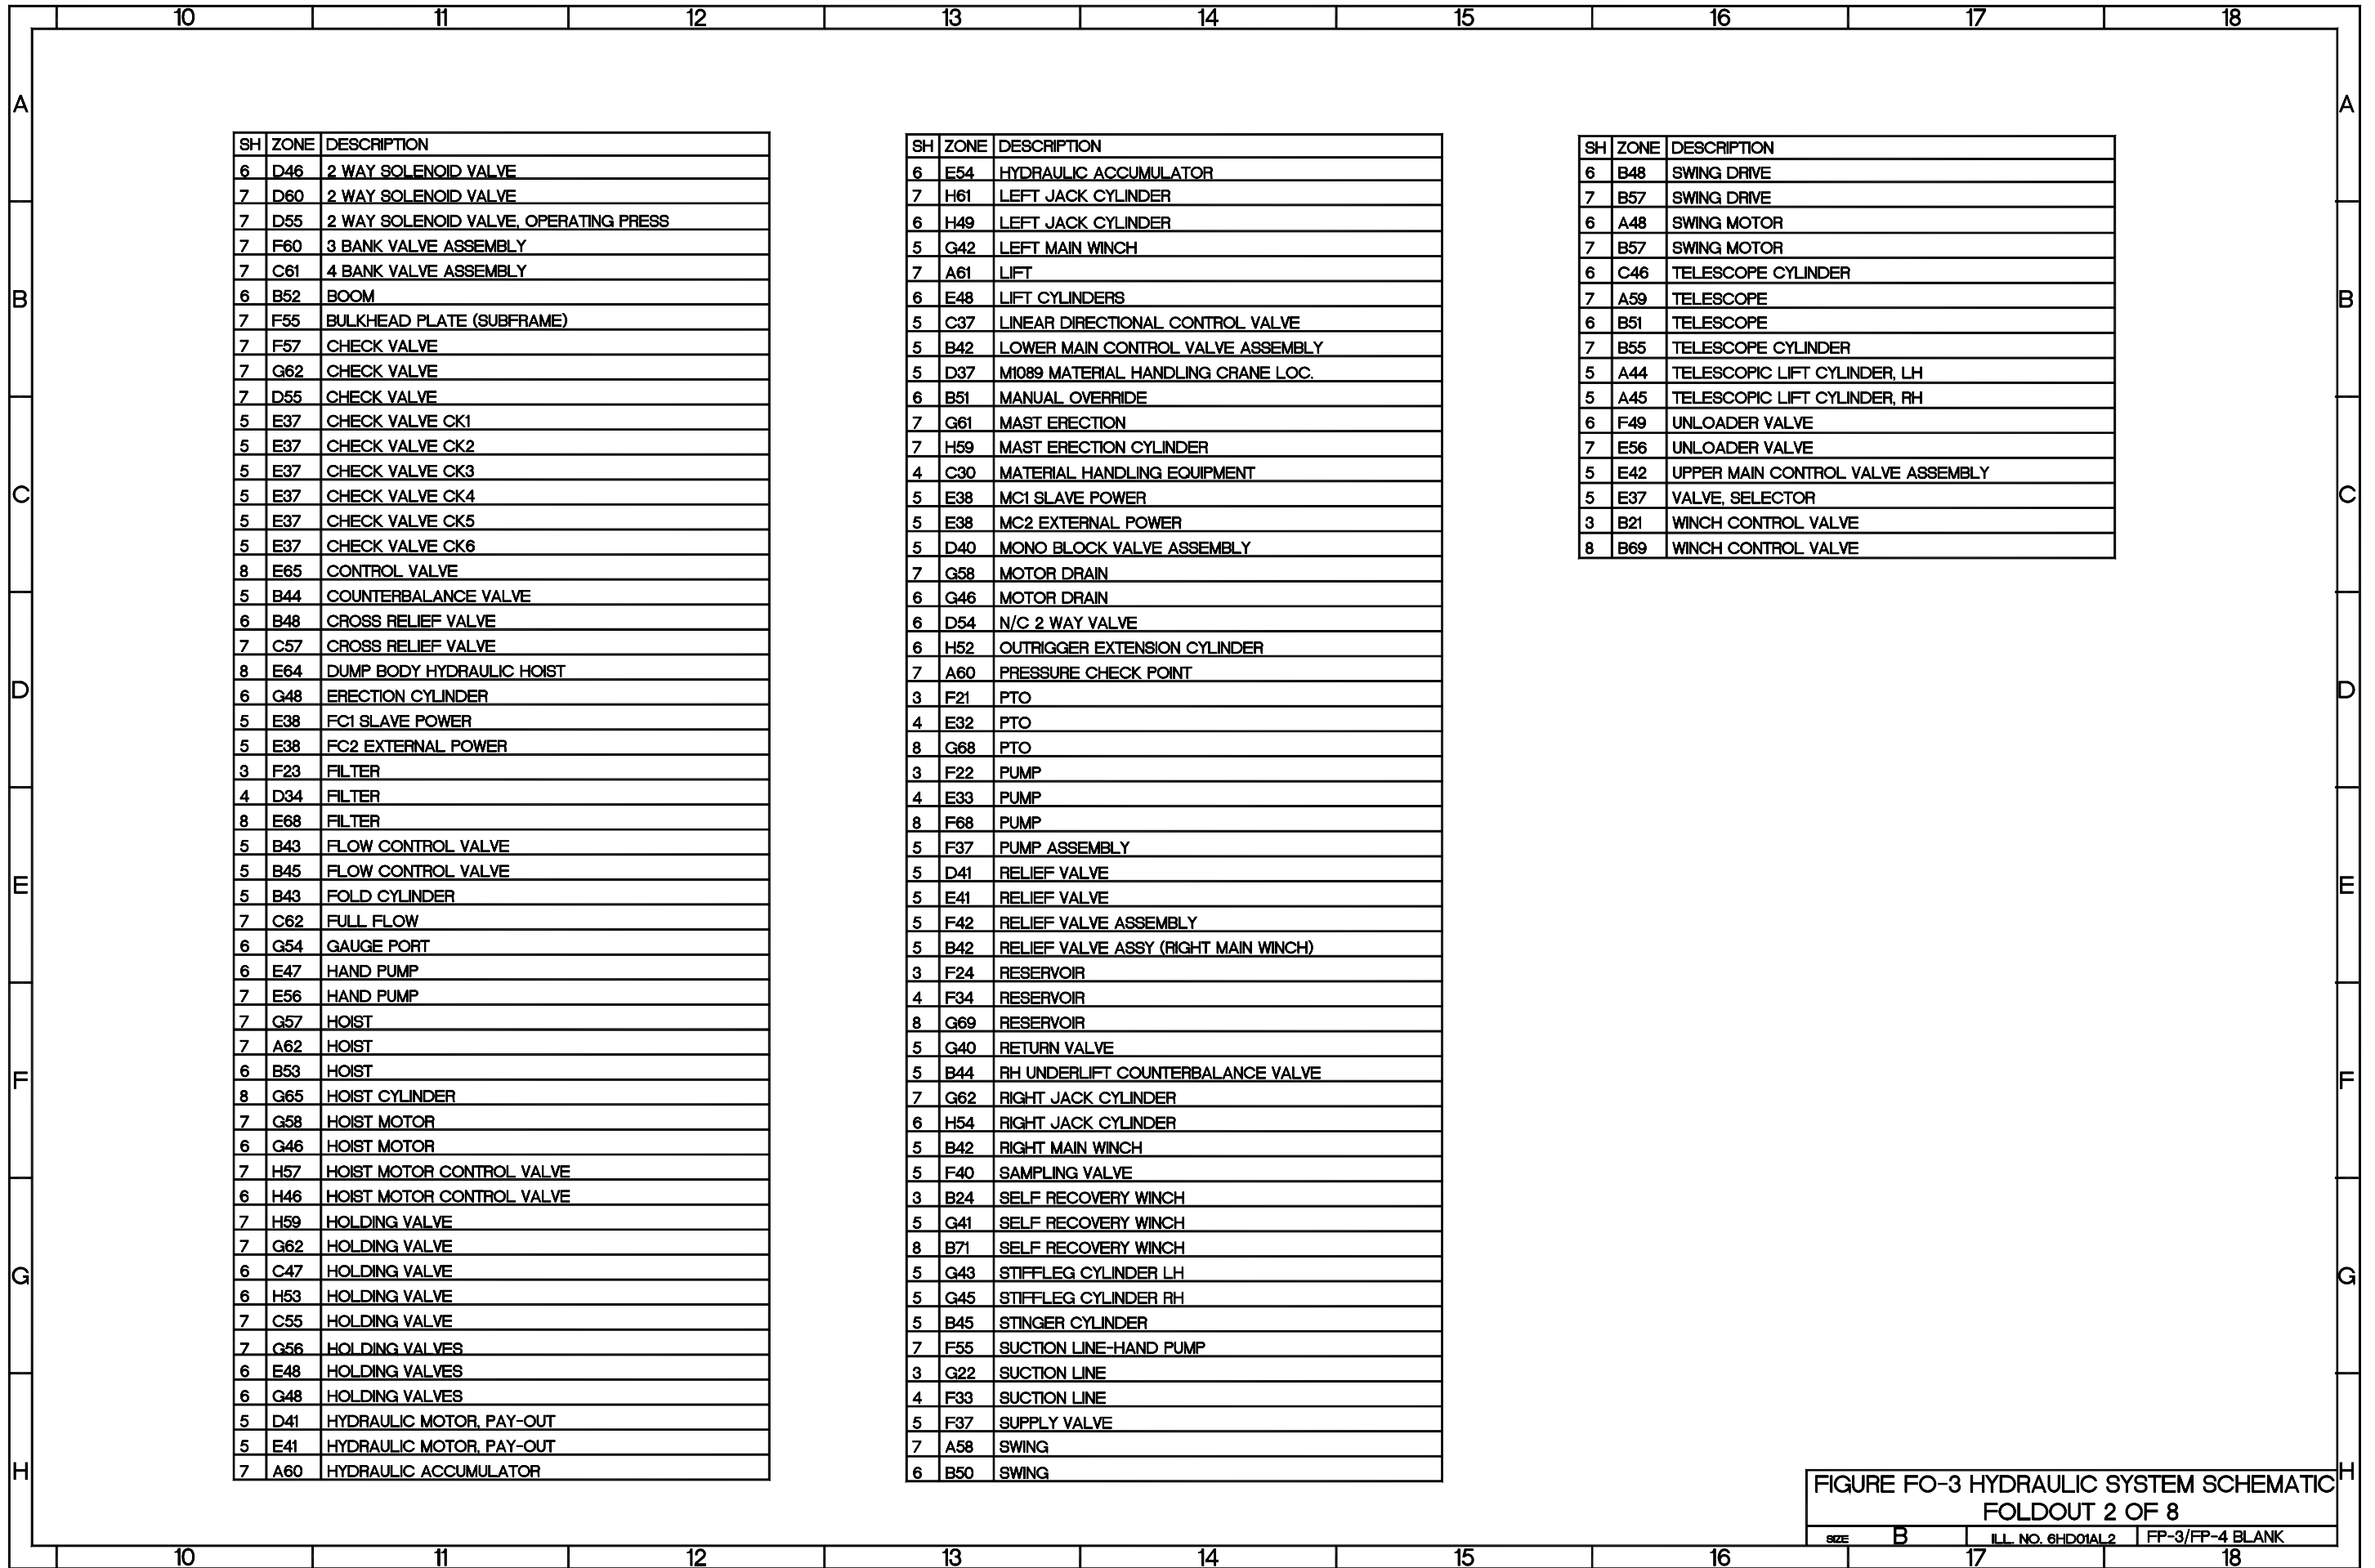 10 11 12 13 14 15 16 17 18
A A
B B
C C
D D
E E
F F
G G
H H
SH ZONE DESCRIPTION
6 D46 2 WAY SOLENOID VALVE
7 D60 2 WAY SOLENOID VALVE
7 D55 2 WAY SOLENOID VALVE, OPERATING PRESS
7 F60 3 BANK VALVE ASSEMBLY
7 C61 4 BANK VALVE ASSEMBLY
6 B52 BOOM
7 F55 BULKHEAD PLATE (SUBFRAME)
7 F57 CHECK VALVE
7 G62 CHECK VALVE
7 D55 CHECK VALVE
5 E37 CHECK VALVE CK1
5 E37 CHECK VALVE CK2
5 E37 CHECK VALVE CK3
5 E37 CHECK VALVE CK4
5 E37 CHECK VALVE CK5
5 E37 CHECK VALVE CK6
8 E65 CONTROL VALVE
5 B44 COUNTERBALANCE VALVE
6 B48 CROSS RELIEF VALVE
7 C57 CROSS RELIEF VALVE
8 E64 DUMP BODY HYDRAULIC HOIST
6 G48 ERECTION CYLINDER
5 E38 FC1 SLAVE POWER
5 E38 FC2 EXTERNAL POWER
3 F23 FILTER
4 D34 FILTER
8 E68 FILTER
5 B43 FLOW CONTROL VALVE
5 B45 FLOW CONTROL VALVE
5 B43 FOLD CYLINDER
7 C62 FULL FLOW
6 G54 GAUGE PORT
6 E47 HAND PUMP
7 E56 HAND PUMP
7 G57 HOIST
7 A62 HOIST
6 B53 HOIST
8 G65 HOIST CYLINDER
7 G58 HOIST MOTOR
6 G46 HOIST MOTOR
7 H57 HOIST MOTOR CONTROL VALVE
6 H46 HOIST MOTOR CONTROL VALVE
7 H59 HOLDING VALVE
7 G62 HOLDING VALVE
6 C47 HOLDING VALVE
6 H53 HOLDING VALVE
7 C55 HOLDING VALVE
7 G56 HOLDING VALVES
6 E48 HOLDING VALVES
6 G48 HOLDING VALVES
5 D41 HYDRAULIC MOTOR, PAY-OUT
5 E41 HYDRAULIC MOTOR, PAY-OUT
7 A60 HYDRAULIC ACCUMULATOR
SH ZONE DESCRIPTION
6 E54 HYDRAULIC ACCUMULATOR
7 H61 LEFT JACK CYLINDER
6 H49 LEFT JACK CYLINDER
5 G42 LEFT MAIN WINCH
7 A61 LIFT
6 E48 LIFT CYLINDERS
5 C37 LINEAR DIRECTIONAL CONTROL VALVE
5 B42 LOWER MAIN CONTROL VALVE ASSEMBLY
5 D37 M1089 MATERIAL HANDLING CRANE LOC.
6 B51 MANUAL OVERRIDE
7 G61 MAST ERECTION
7 H59 MAST ERECTION CYLINDER
4 C30 MATERIAL HANDLING EQUIPMENT
5 E38 MC1 SLAVE POWER
5 E38 MC2 EXTERNAL POWER
5 D40 MONO BLOCK VALVE ASSEMBLY
7 G58 MOTOR DRAIN
6 G46 MOTOR DRAIN
6 D54 N/C 2 WAY VALVE
6 H52 OUTRIGGER EXTENSION CYLINDER
7 A60 PRESSURE CHECK POINT
3 F21 PTO
4 E32 PTO
8 G68 PTO
3 F22 PUMP
4 E33 PUMP
8 F68 PUMP
5 F37 PUMP ASSEMBLY
5 D41 RELIEF VALVE
5 E41 RELIEF VALVE
5 F42 RELIEF VALVE ASSEMBLY
5 B42 RELIEF VALVE ASSY (RIGHT MAIN WINCH)
3 F24 RESERVOIR
4 F34 RESERVOIR
8 G69 RESERVOIR
5 G40 RETURN VALVE
5 B44 RH UNDERLIFT COUNTERBALANCE VALVE
7 G62 RIGHT JACK CYLINDER
6 H54 RIGHT JACK CYLINDER
5 B42 RIGHT MAIN WINCH
5 F40 SAMPLING VALVE
3 B24 SELF RECOVERY WINCH
5 G41 SELF RECOVERY WINCH
8 B71 SELF RECOVERY WINCH
5 G43 STIFFLEG CYLINDER LH
5 G45 STIFFLEG CYLINDER RH
5 B45 STINGER CYLINDER
7 F55 SUCTION LINE-HAND PUMP
3 G22 SUCTION LINE
4 F33 SUCTION LINE
5 F37 SUPPLY VALVE
7 A58 SWING
6 B50 SWING
SH ZONE DESCRIPTION
6 B48 SWING DRIVE
7 B57 SWING DRIVE
6 A48 SWING MOTOR
7 B57 SWING MOTOR
6 C46 TELESCOPE CYLINDER
7 A59 TELESCOPE
6 B51 TELESCOPE
7 B55 TELESCOPE CYLINDER
5 A44 TELESCOPIC LIFT CYLINDER, LH
5 A45 TELESCOPIC LIFT CYLINDER, RH
6 F49 UNLOADER VALVE
7 E56 UNLOADER VALVE
5 E42 UPPER MAIN CONTROL VALVE ASSEMBLY
5 E37 VALVE, SELECTOR
3 B21 WINCH CONTROL VALVE
8 B69 WINCH CONTROL VALVE
FIGURE FO-3 HYDRAULIC SYSTEM SCHEMATIC
FOLDOUT 2 OF 8
SIZE B ILL. NO. 6HD01AL2 FP-3/FP-4 BLANK
10 11 12 13 14 15 16 17 18